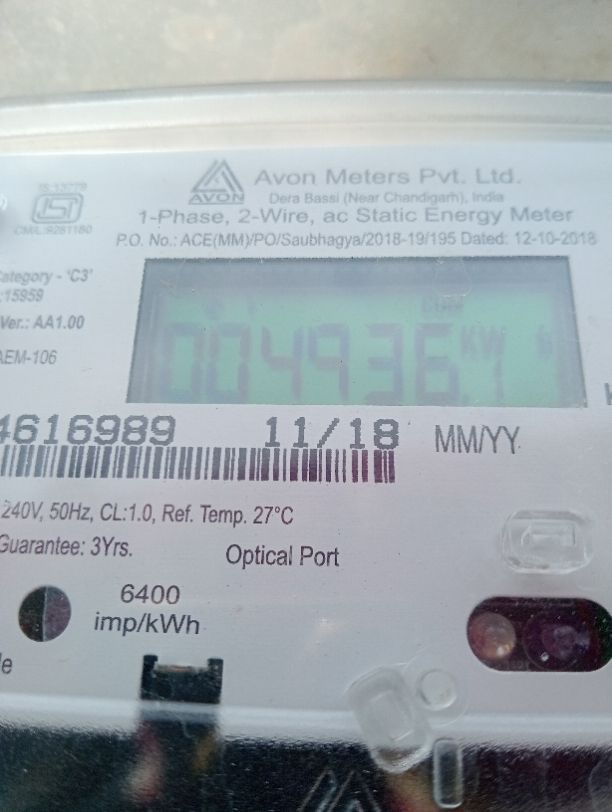 IS:13779
CM/L:9281180
AVON
Avon Meters Pvt. Ltd.
Dera Bassi (Near Chandigarh), India
1-Phase, 2-Wire, ac Static Energy Meter
P.O. No.: ACE(MM)/PO/Saubhagya/2018-19/195 Dated: 12-10-2018
Category - 'C3'
:15959
Ver.: AA1.00
AEM-106
CUM
004936.1 KW h
4616989 11/18 MM/YY
240V, 50Hz, CL:1.0, Ref. Temp. 27°C
Guarantee: 3Yrs.
Optical Port
6400
imp/kWh